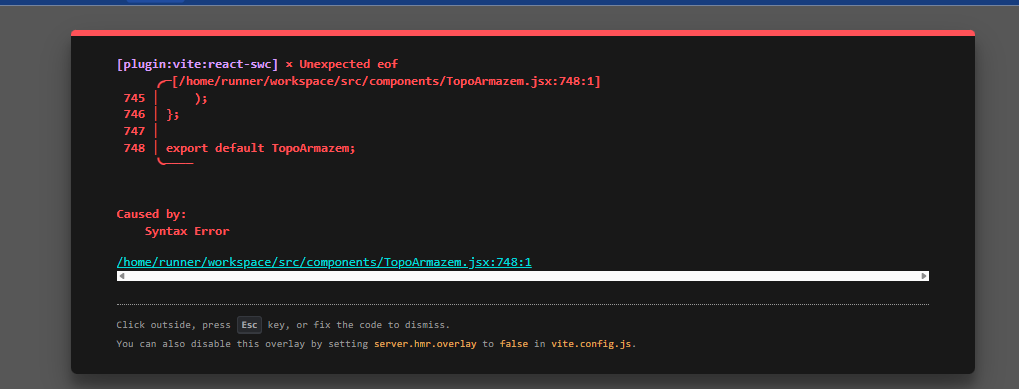 [plugin:vite:react-swc] × Unexpected eof
╭─[/home/runner/workspace/src/components/TopoArmazem.jsx:748:1]
745 │     );
746 │ };
747 │
748 │ export default TopoArmazem;
╰────
Caused by:
Syntax Error
/home/runner/workspace/src/components/TopoArmazem.jsx:748:1
Click outside, press Esc key, or fix the code to dismiss.
You can also disable this overlay by setting server.hmr.overlay to false in vite.config.js.